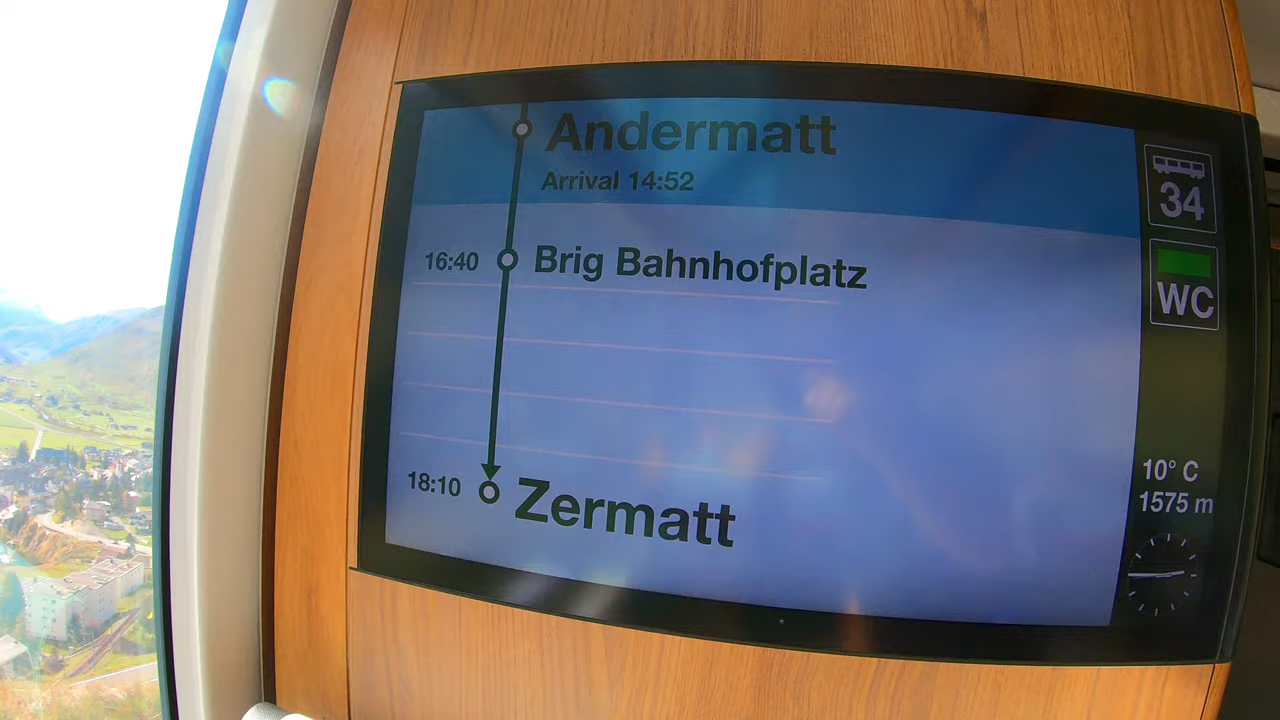 Andermatt
Arrival 14:52
16:40 Brig Bahnhofplatz
18:10 Zermatt
34
WC
10° C
1575 m